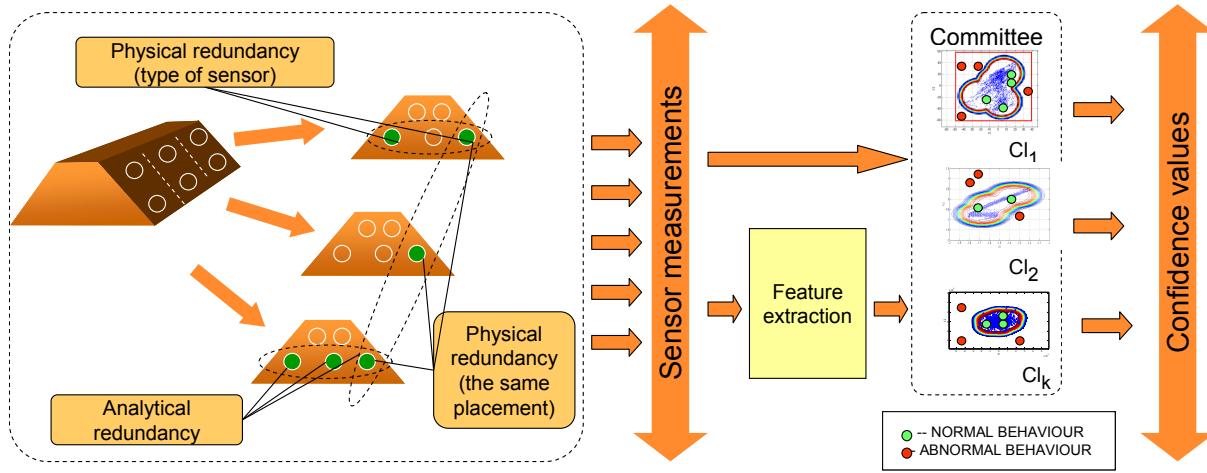 Physical redundancy
(type of sensor)
Physical
redundancy
(the same
placement)
Analytical
redundancy
Sensor measurements
Feature
extraction
Committee
Cl1
Cl2
Clk
-- NORMAL BEHAVIOUR
- ABNORMAL BEHAVIOUR
Confidence values